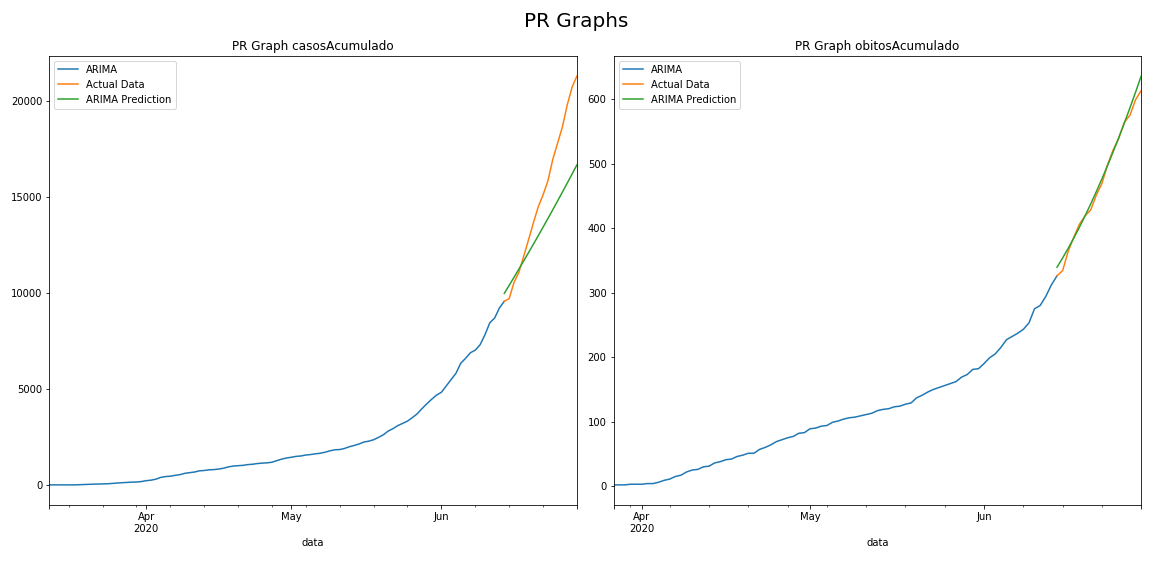 PR Graphs
PR Graph casosAcumulado
ARIMA
Actual Data
ARIMA Prediction
20000
15000
10000
5000
0
Apr
2020
May
Jun
data
PR Graph obitosAcumulado
ARIMA
Actual Data
ARIMA Prediction
600
500
400
300
200
100
0
Apr
2020
May
Jun
data